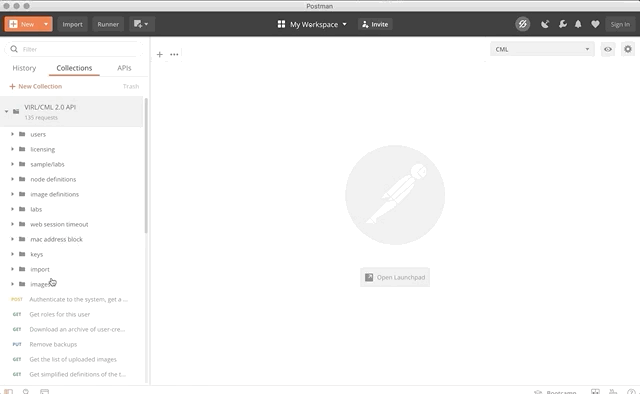 Postman
New
Import
Runner
My Workspace
Invite
Sign In
Filter
History
Collections
APIs
+ New Collection
Trash
VIRL/CML 2.0 API
135 requests
users
licensing
sample/labs
node definitions
image definitions
labs
web session timeout
mac address block
keys
import
images
POST Authenticate to the system, get a ...
GET Get roles for this user
GET Download an archive of user-cre...
PUT Remove backups
GET Get the list of uploaded images
GET Get simplified definitions of the t...
CML
Open Launchpad
Bootcamp